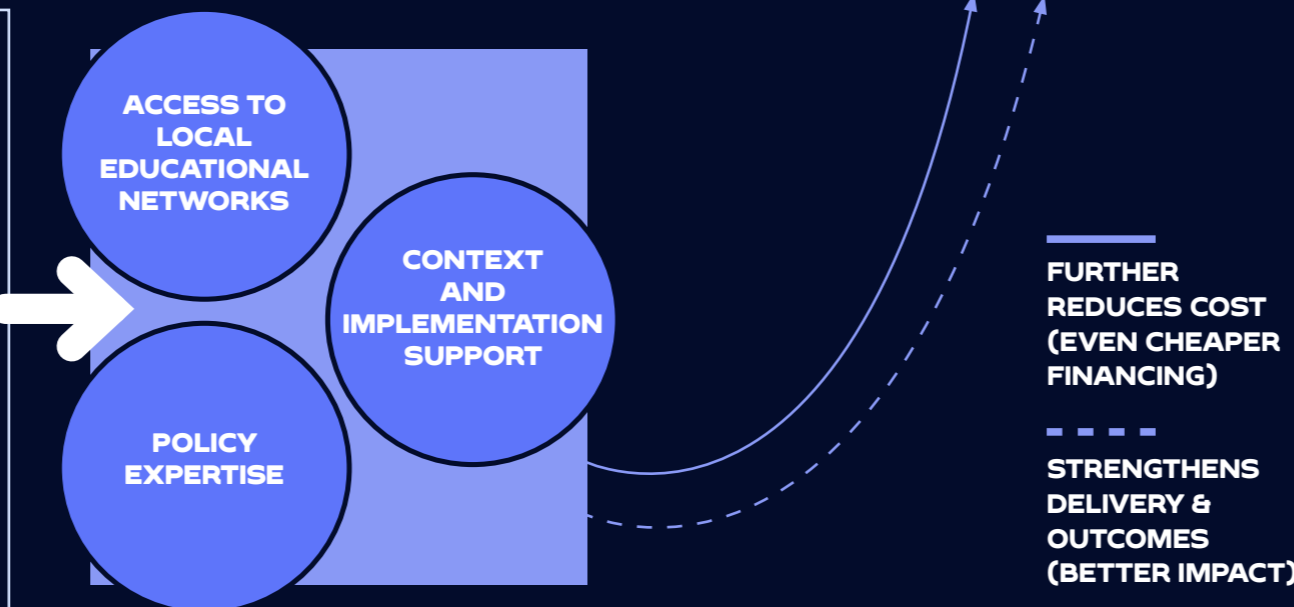 ACCESS TO
LOCAL
EDUCATIONAL
NETWORKS
CONTEXT
AND
IMPLEMENTATION
SUPPORT
POLICY
EXPERTISE
FURTHER
REDUCES COST
(EVEN CHEAPER
FINANCING)
STRENGTHENS
DELIVERY &
OUTCOMES
(BETTER IMPACT)